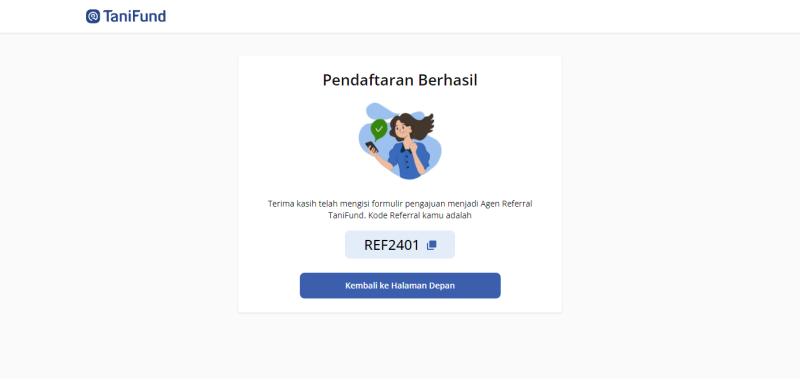 TaniFund
Pendaftaran Berhasil
Terima kasih telah mengisi formulir pengajuan menjadi Agen Referral
TaniFund. Kode Referral kamu adalah
REF2401
Kembali ke Halaman Depan